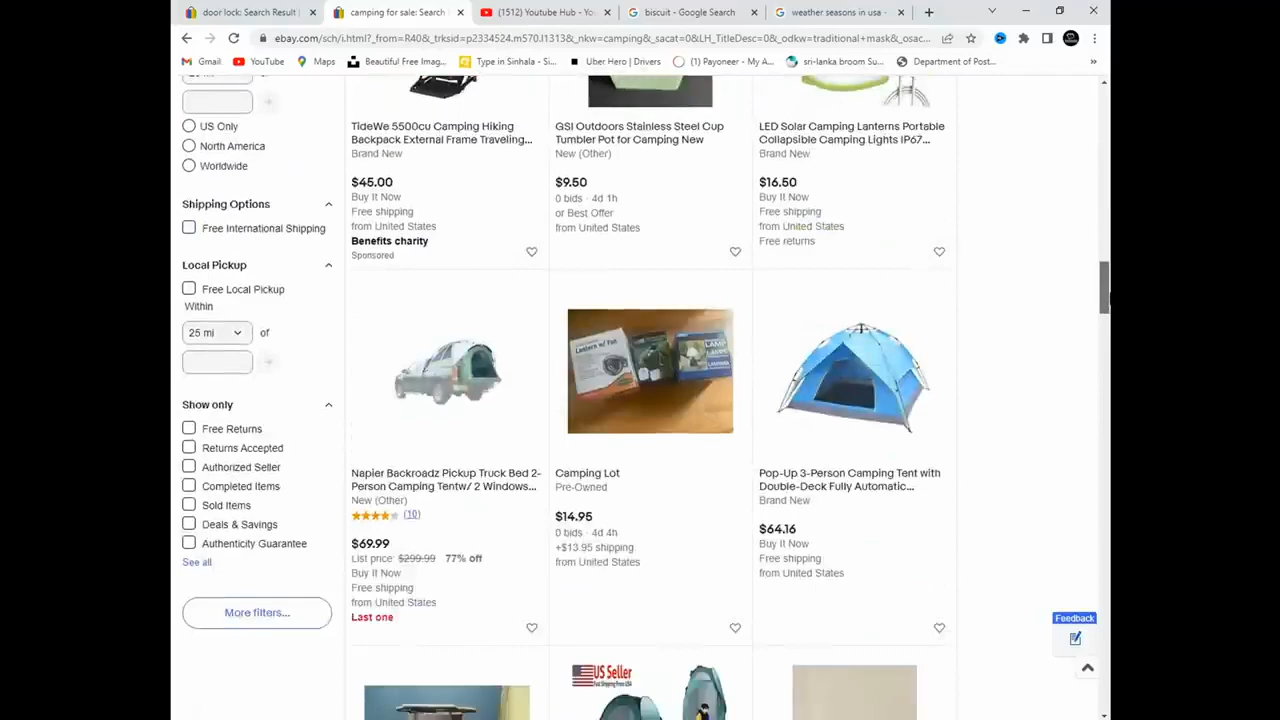 door lock: Search Result
camping for sale: Search
(1512) Youtube Hub - Yo
biscuit - Google Search
weather seasons in usa -
ebay.com/sch/i.html?_from=R40&_trksid=p2334524.m570.l1313&_nkw=camping&_sacat=0&LH_TitleDesc=0&_odkw=traditional+mask&_osac...
Gmail
YouTube
Maps
Beautiful Free Imag...
Type in Sinhala - Si...
Uber Hero | Drivers
(1) Payoneer - My A...
sri-lanka broom Su...
Department of Post...
»
US Only
North America
Worldwide
Shipping Options
Free International Shipping
Local Pickup
Free Local Pickup
Within
25 mi
of
Show only
Free Returns
Returns Accepted
Authorized Seller
Completed Items
Sold Items
Deals & Savings
Authenticity Guarantee
See all
More filters...
TideWe 5500cu Camping Hiking
Backpack External Frame Traveling...
Brand New
$45.00
Buy It Now
Free shipping
from United States
Benefits charity
Sponsored
GSI Outdoors Stainless Steel Cup
Tumbler Pot for Camping New
New (Other)
$9.50
0 bids · 4d 1h
or Best Offer
from United States
LED Solar Camping Lanterns Portable
Collapsible Camping Lights IP67...
Brand New
$16.50
Buy It Now
Free shipping
from United States
Free returns
Napier Backroadz Pickup Truck Bed 2-
Person Camping Tentw/ 2 Windows...
New (Other)
(10)
$69.99
List price: $299.99 77% off
Buy It Now
Free shipping
from United States
Last one
Lantern w/ Fan
LAMP
Camping Lot
Pre-Owned
$14.95
0 bids · 4d 4h
+$13.95 shipping
from United States
Pop-Up 3-Person Camping Tent with
Double-Deck Fully Automatic...
Brand New
$64.16
Buy It Now
Free shipping
from United States
US Seller
Feedback